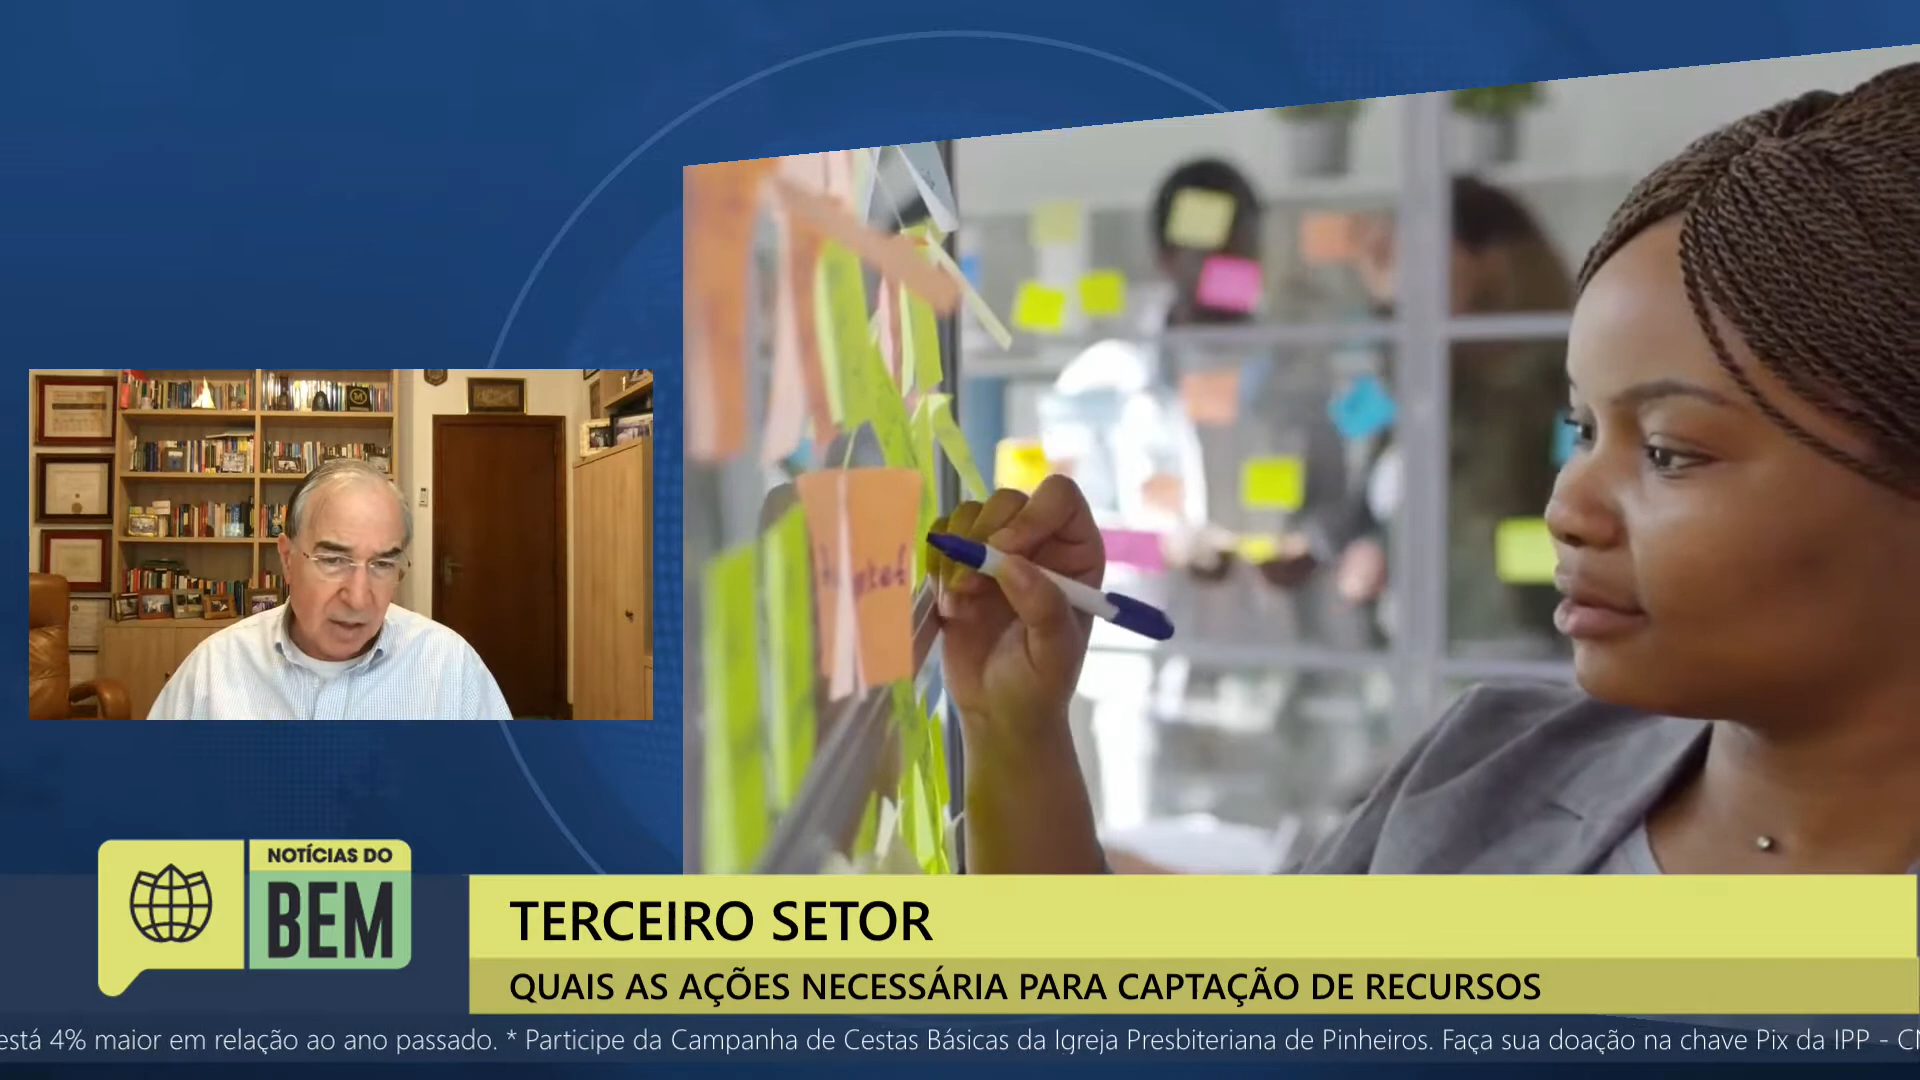 NOTÍCIAS DO
BEM
TERCEIRO SETOR
QUAIS AS AÇÕES NECESSÁRIA PARA CAPTAÇÃO DE RECURSOS
está 4% maior em relação ao ano passado. * Participe da Campanha de Cestas Básicas da Igreja Presbiteriana de Pinheiros. Faça sua doação na chave Pix da IPP -